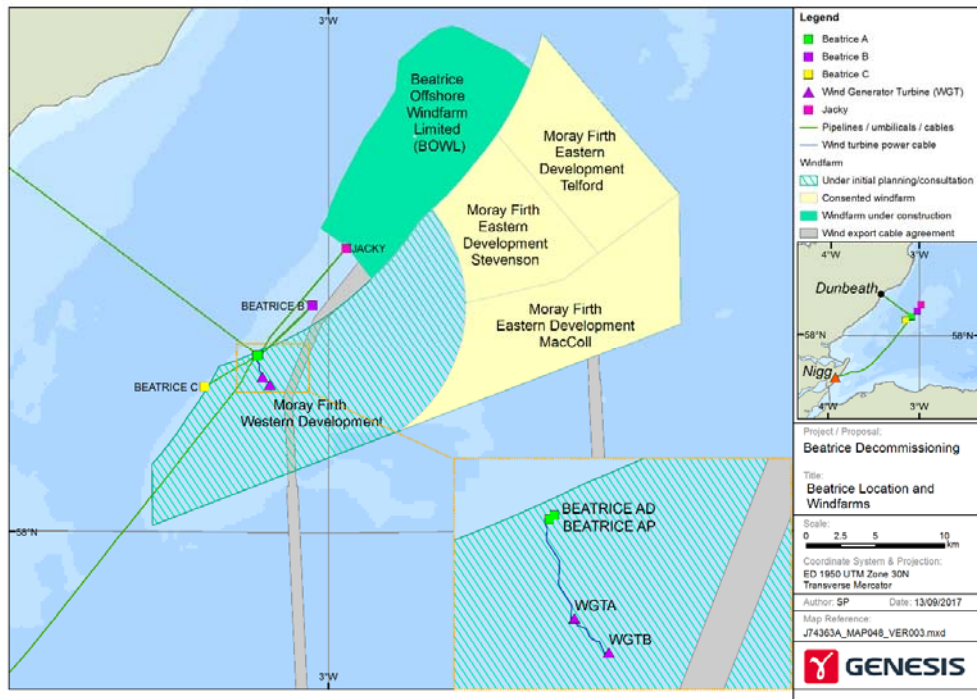 3°W
Beatrice
Offshore
Windfarm
Limited
(BOWL)
Moray Firth
Eastern
Development
Telford
Moray Firth
Eastern
Development
Stevenson
JACKY
BEATRICE B
Moray Firth
Eastern Development
MacColl
BEATRICE C
Moray Firth
Western Development
58°N
58°N
3°W
BEATRICE AD
BEATRICE AP
WGTA
WGTB
Legend
Beatrice A
Beatrice B
Beatrice C
Wind Generator Turbine (WGT)
Jacky
Pipelines / umbilicals / cables
Wind turbine power cable
Windfarm
Under initial planning/consultation
Consented windfarm
Windfarm under construction
Wind export cable agreement
4°W 3°W
Dunbeath
58°N
58°N
Nigg
4°W 3°W
Project / Proposal:
Beatrice Decommissioning
Title:
Beatrice Location and
Windfarms
Scale:
0 2.5 5 10
km
Coordinate System & Projection:
ED 1950 UTM Zone 30N
Transverse Mercator
Author: SP Date: 13/09/2017
Map Reference:
J74363A_MAP048_VER003.mxd
GENESIS